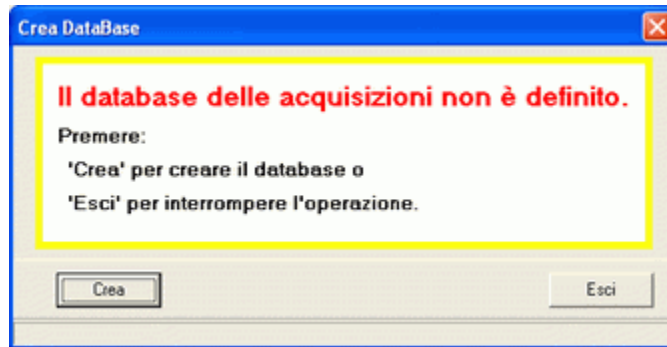 Crea DataBase
Il database delle acquisizioni non è definito.
Premere:
'Crea' per creare il database o
'Esci' per interrompere l'operazione.
Crea
Esci